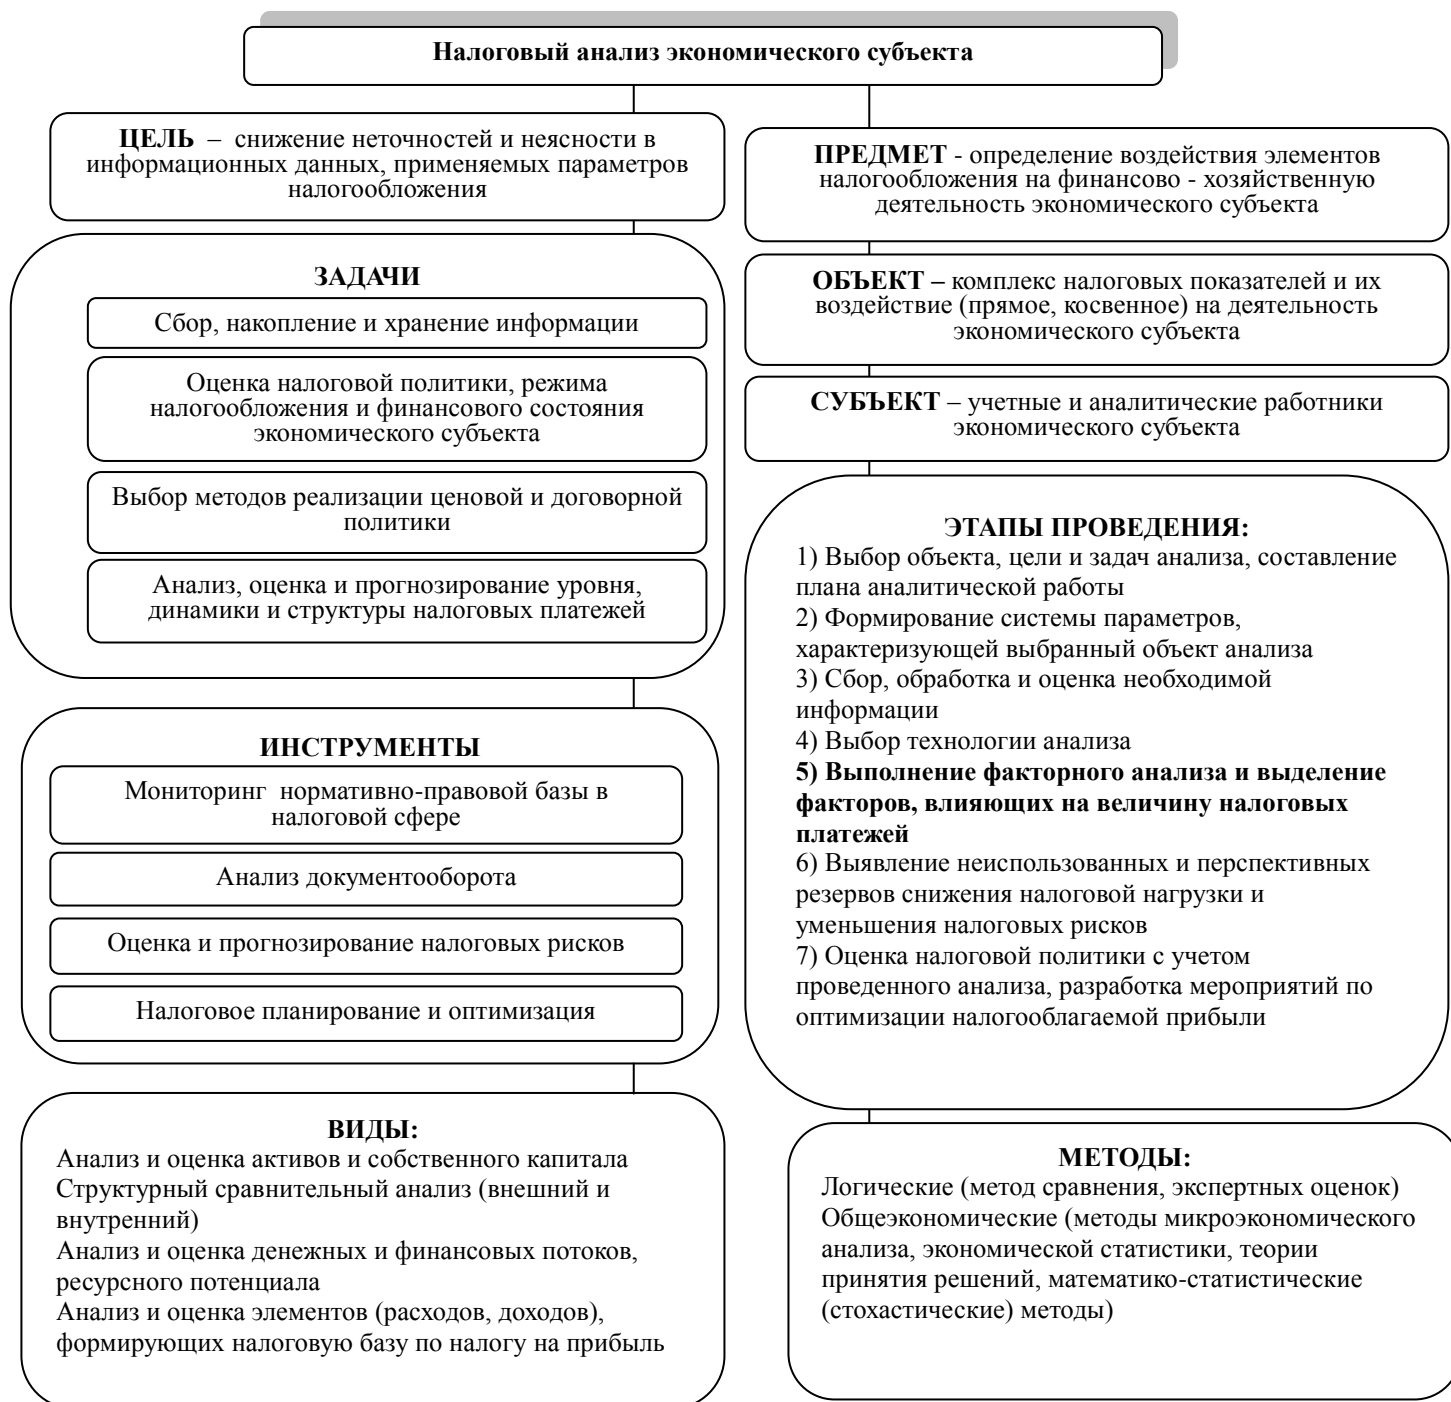 Налоговый анализ экономического субъекта
ЦЕЛЬ – снижение неточностей и неясности в
информационных данных, применяемых параметров
налогообложения
ЗАДАЧИ
Сбор, накопление и хранение информации
Оценка налоговой политики, режима
налогообложения и финансового состояния
экономического субъекта
Выбор методов реализации ценовой и договорной
политики
Анализ, оценка и прогнозирование уровня,
динамики и структуры налоговых платежей
ИНСТРУМЕНТЫ
Мониторинг нормативно-правовой базы в
налоговой сфере
Анализ документооборота
Оценка и прогнозирование налоговых рисков
Налоговое планирование и оптимизация
ВИДЫ:
Анализ и оценка активов и собственного капитала
Структурный сравнительный анализ (внешний и
внутренний)
Анализ и оценка денежных и финансовых потоков,
ресурсного потенциала
Анализ и оценка элементов (расходов, доходов),
формирующих налоговую базу по налогу на прибыль
ПРЕДМЕТ - определение воздействия элементов
налогообложения на финансово - хозяйственную
деятельность экономического субъекта
ОБЪЕКТ – комплекс налоговых показателей и их
воздействие (прямое, косвенное) на деятельность
экономического субъекта
СУБЪЕКТ – учетные и аналитические работники
экономического субъекта
ЭТАПЫ ПРОВЕДЕНИЯ:
1) Выбор объекта, цели и задач анализа, составление
плана аналитической работы
2) Формирование системы параметров,
характеризующей выбранный объект анализа
3) Сбор, обработка и оценка необходимой
информации
4) Выбор технологии анализа
5) Выполнение факторного анализа и выделение
факторов, влияющих на величину налоговых
платежей
6) Выявление неиспользованных и перспективных
резервов снижения налоговой нагрузки и
уменьшения налоговых рисков
7) Оценка налоговой политики с учетом
проведенного анализа, разработка мероприятий по
оптимизации налогооблагаемой прибыли
МЕТОДЫ:
Логические (метод сравнения, экспертных оценок)
Общеэкономические (методы микроэкономического
анализа, экономической статистики, теории
принятия решений, математико-статистические
(стохастические) методы)